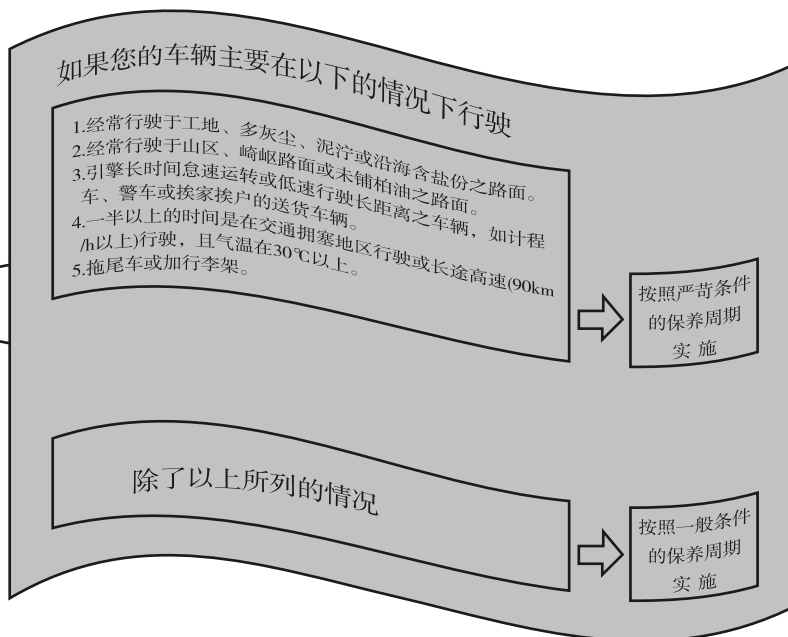 如果您的车辆主要在以下的情况下行驶
1.经常行驶于工地、多灰尘、泥泞或沿海含盐份之路面。
2.经常行驶于山区、崎岖路面或未铺柏油之路面。
3.引擎长时间怠速运转或低速行驶长距离之车辆，如计程
车、警车或挨家挨户的送货车辆。
4.一半以上的时间是在交通拥塞地区行驶或长途高速(90km
/h以上)行驶，且气温在30℃以上。
5.拖尾车或加行李架。
按照严苛条件
的保养周期
实 施
除了以上所列的情况
按照一般条件
的保养周期
实 施